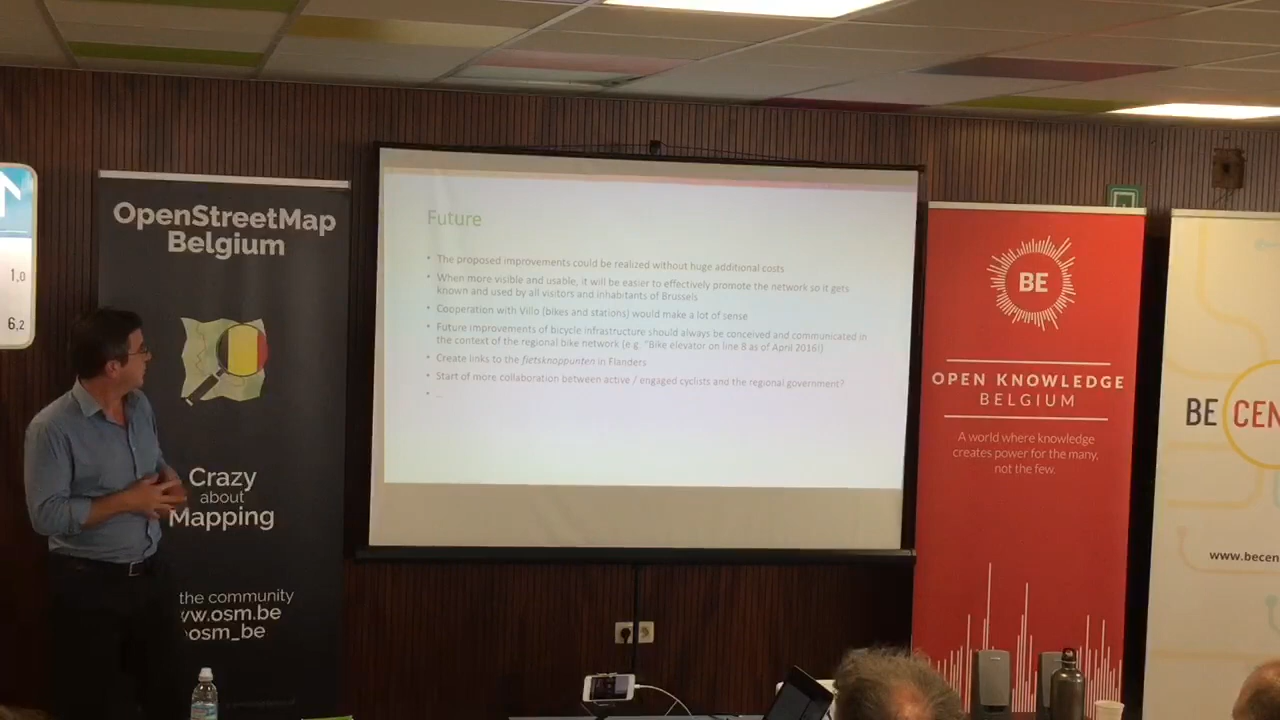 1,0
6,2
OpenStreetMap
Belgium
Crazy
about
Mapping
the community
ww.osm.be
osm_be
Future
• The proposed improvements could be realized without huge additional costs
• When more visible and usable, it will be easier to effectively promote the network so it gets
known and used by all visitors and inhabitants of Brussels
• Cooperation with Villo (bikes and stations) would make a lot of sense
• Future improvements of bicycle infrastructure should always be conceived and communicated in
the context of the regional bike network (e.g. "Bike elevator on line 8 as of April 2016!)
• Create links to the fietsknoppunten in Flanders
• Start of more collaboration between active / engaged cyclists and the regional government?
• ...
BE
OPEN KNOWLEDGE
BELGIUM
A world where knowledge
creates power for the many,
not the few.
BE CEN
www.becen